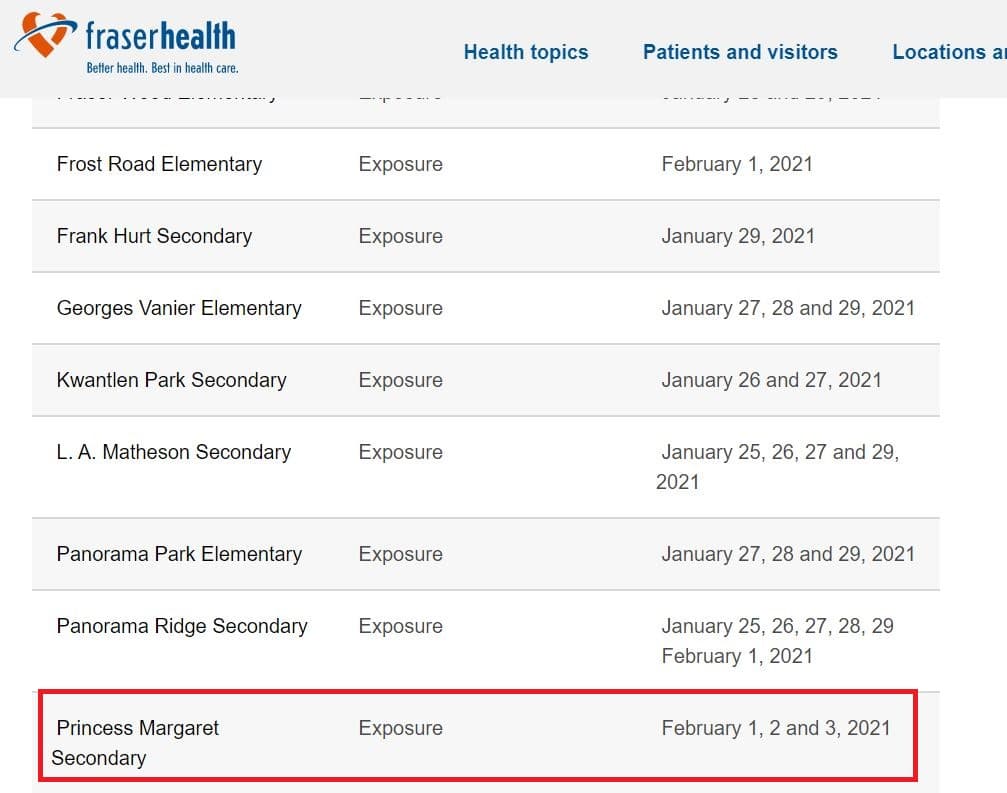 fraserhealth
Better health. Best in health care.
Health topics Patients and visitors Locations
Frost Road Elementary Exposure February 1, 2021
Frank Hurt Secondary Exposure January 29, 2021
Georges Vanier Elementary Exposure January 27, 28 and 29, 2021
Kwantlen Park Secondary Exposure January 26 and 27, 2021
L. A. Matheson Secondary Exposure January 25, 26, 27 and 29,
2021
Panorama Park Elementary Exposure January 27, 28 and 29, 2021
Panorama Ridge Secondary Exposure January 25, 26, 27, 28, 29
February 1, 2021
Princess Margaret Exposure February 1, 2 and 3, 2021
Secondary